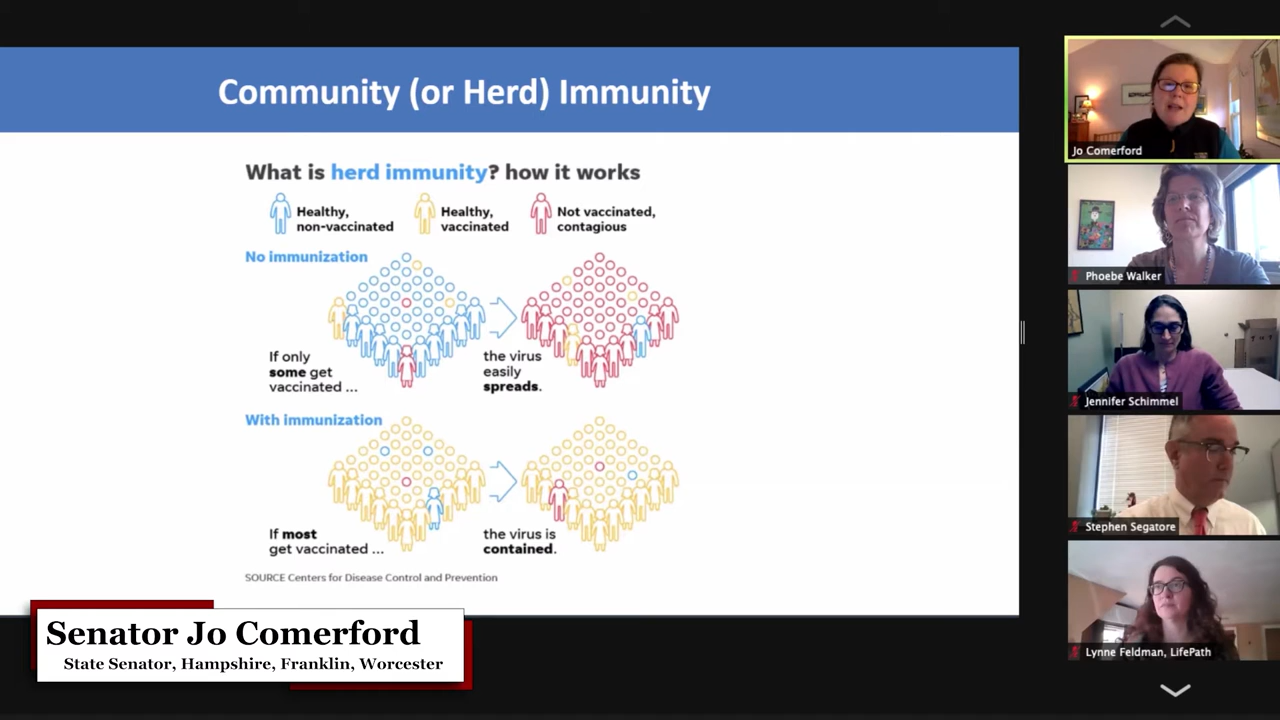 Community (or Herd) Immunity
What is herd immunity? how it works
Healthy,
non-vaccinated
Healthy,
vaccinated
Not vaccinated,
contagious
No immunization
If only
some get
vaccinated ...
the virus
easily
spreads.
With immunization
If most
get vaccinated ...
the virus is
contained.
SOURCE Centers for Disease Control and Prevention
Senator Jo Comerford
State Senator, Hampshire, Franklin, Worcester
Jo Comerford
Phoebe Walker
Jennifer Schimmel
Stephen Segatore
Lynne Feldman, LifePath